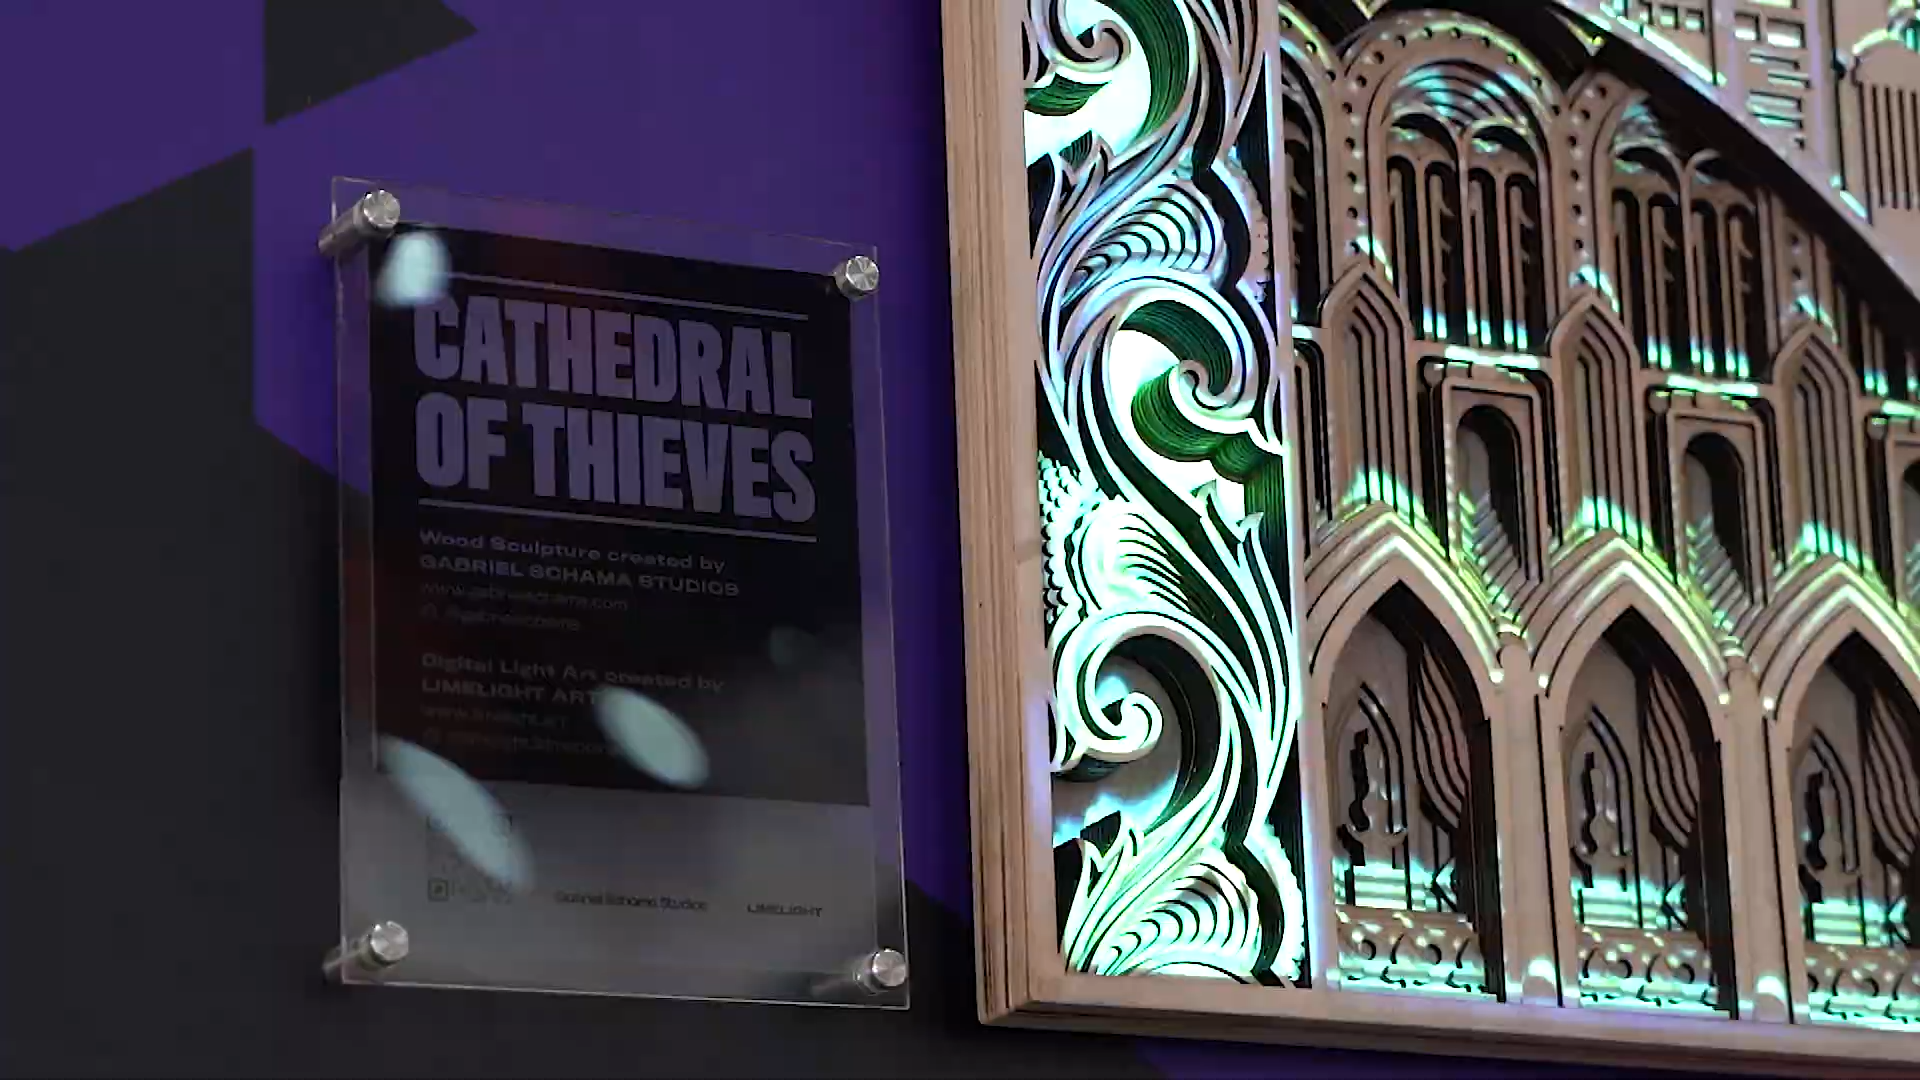 CATHEDRAL
OF THIEVES
Wood Sculpture created by
GABRIEL SCHAMA STUDIOS
www.gabrielschama.com
Digital Light Art created by
LIMELIGHT ART
Gabriel Schama Studios
LIMELIGHT